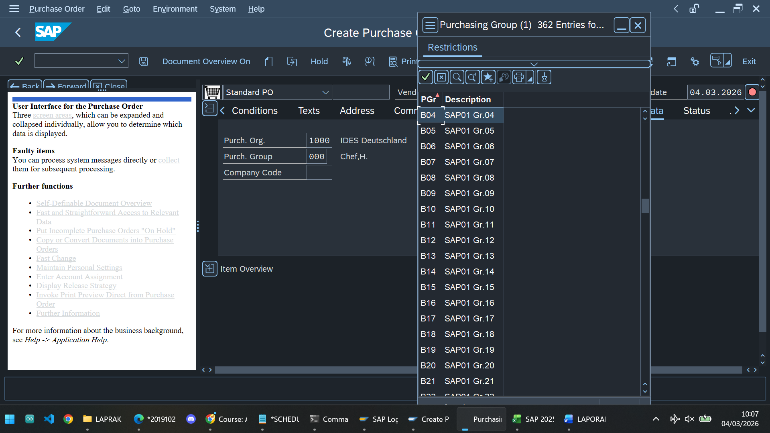 Purchase Order Edit Goto Environment System Help
SAP Create Purchase
Document Overview On Hold Print Exit
Back Forward Close
User Interface for the Purchase Order
Three screen areas, which can be expanded and
collapsed individually, allow you to determine which
data is displayed.
Faulty items
You can process system messages directly or collect
them for subsequent processing.
Further functions
Self-Definable Document Overview
Fast and Straightforward Access to Relevant
Data
Put Incomplete Purchase Orders "On Hold"
Copy or Convert Documents into Purchase
Orders
Fast Change
Maintain Personal Settings
Enter Account Assignment
Display Release Strategy
Invoke Print Preview Direct from Purchase
Order
Further Information
For more information about the business background,
see Help -> Application Help.
Standard PO Vend date 04.03.2026
Conditions Texts Address Comm ata Status
Purch. Org. 1000 IDES Deutschland
Purch. Group 000 Chef,H.
Company Code
Item Overview
Purchasing Group (1) 362 Entries fo...
Restrictions
PGr Description
B04 SAP01 Gr.04
B05 SAP01 Gr.05
B06 SAP01 Gr.06
B07 SAP01 Gr.07
B08 SAP01 Gr.08
B09 SAP01 Gr.09
B10 SAP01 Gr.10
B11 SAP01 Gr.11
B12 SAP01 Gr.12
B13 SAP01 Gr.13
B14 SAP01 Gr.14
B15 SAP01 Gr.15
B16 SAP01 Gr.16
B17 SAP01 Gr.17
B18 SAP01 Gr.18
B19 SAP01 Gr.19
B20 SAP01 Gr.20
B21 SAP01 Gr.21
LAPRAK *2019102 Course: *SCHEDU Comma SAP Log Create P Purchasi SAP 202 LAPORAI
10:07
04/03/2026